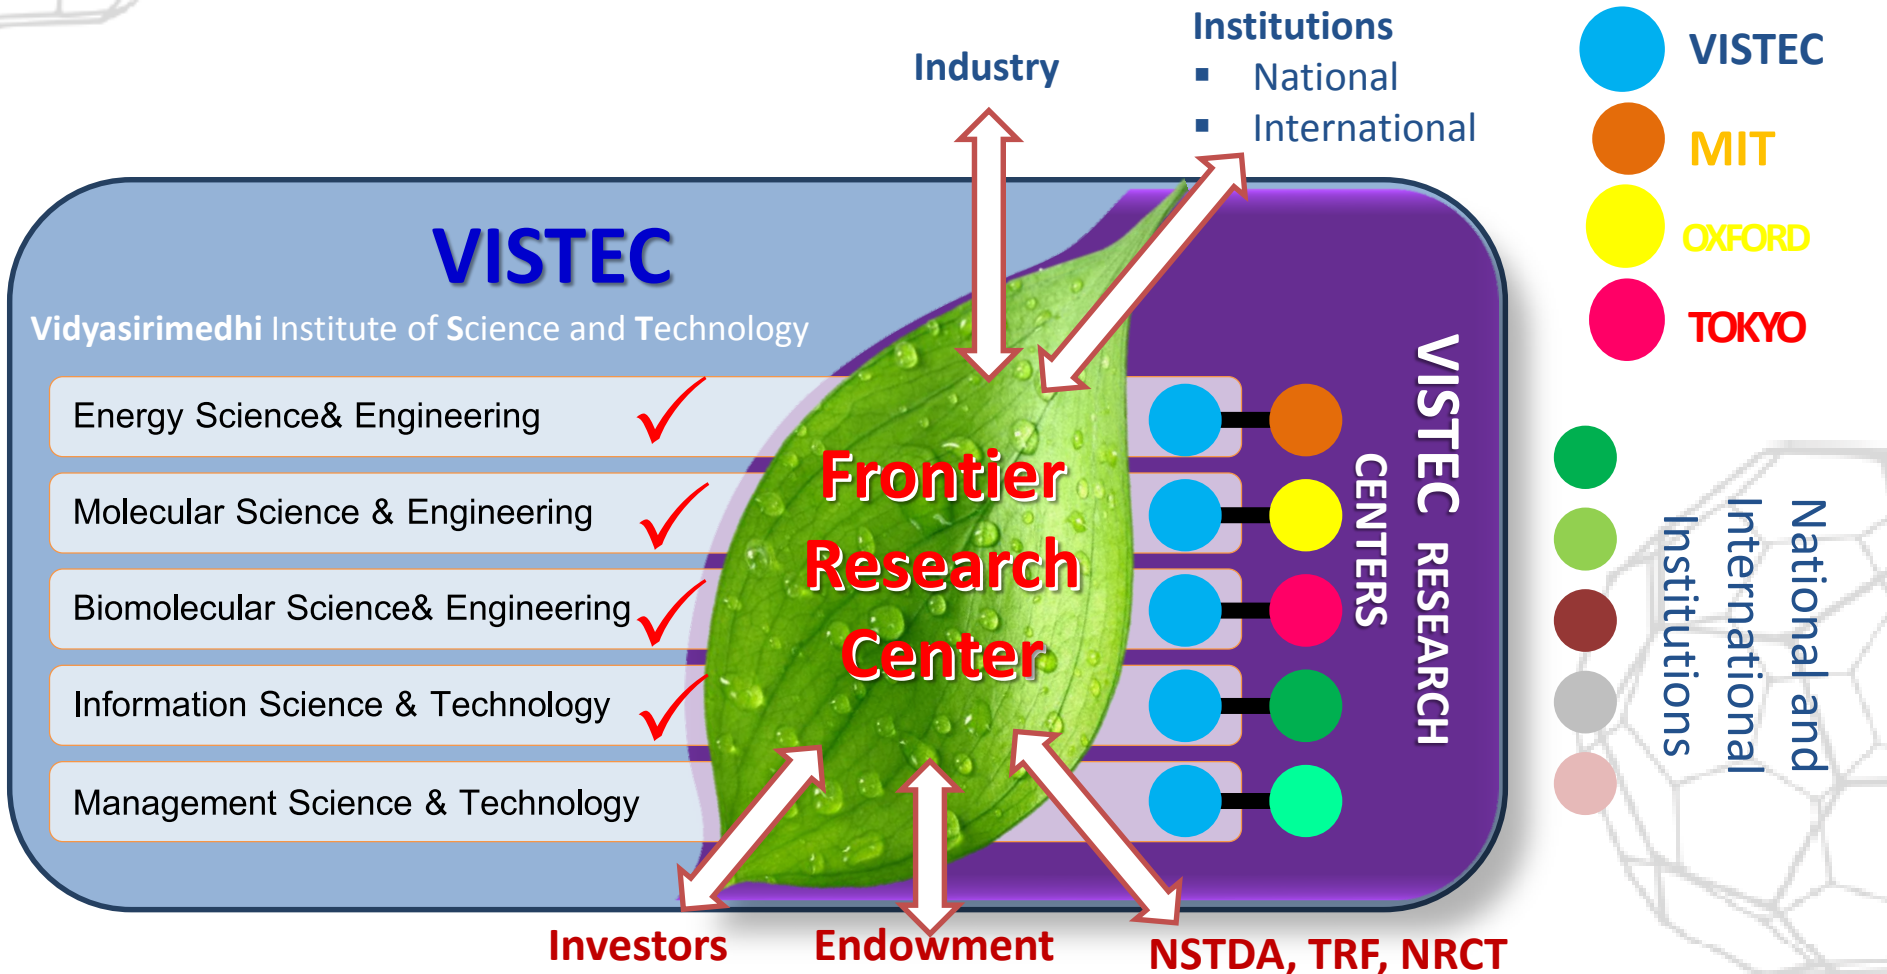 Industry
Institutions
▪ National
▪ International
VISTEC
MIT
OXFORD
TOKYO
VISTEC
Vidyasirimedhi Institute of Science and Technology
Energy Science& Engineering
Molecular Science & Engineering
Biomolecular Science& Engineering
Information Science & Technology
Management Science & Technology
Frontier
Research
Center
VISTEC RESEARCH
CENTERS
National and
International
Institutions
Investors
Endowment
NSTDA, TRF, NRCT